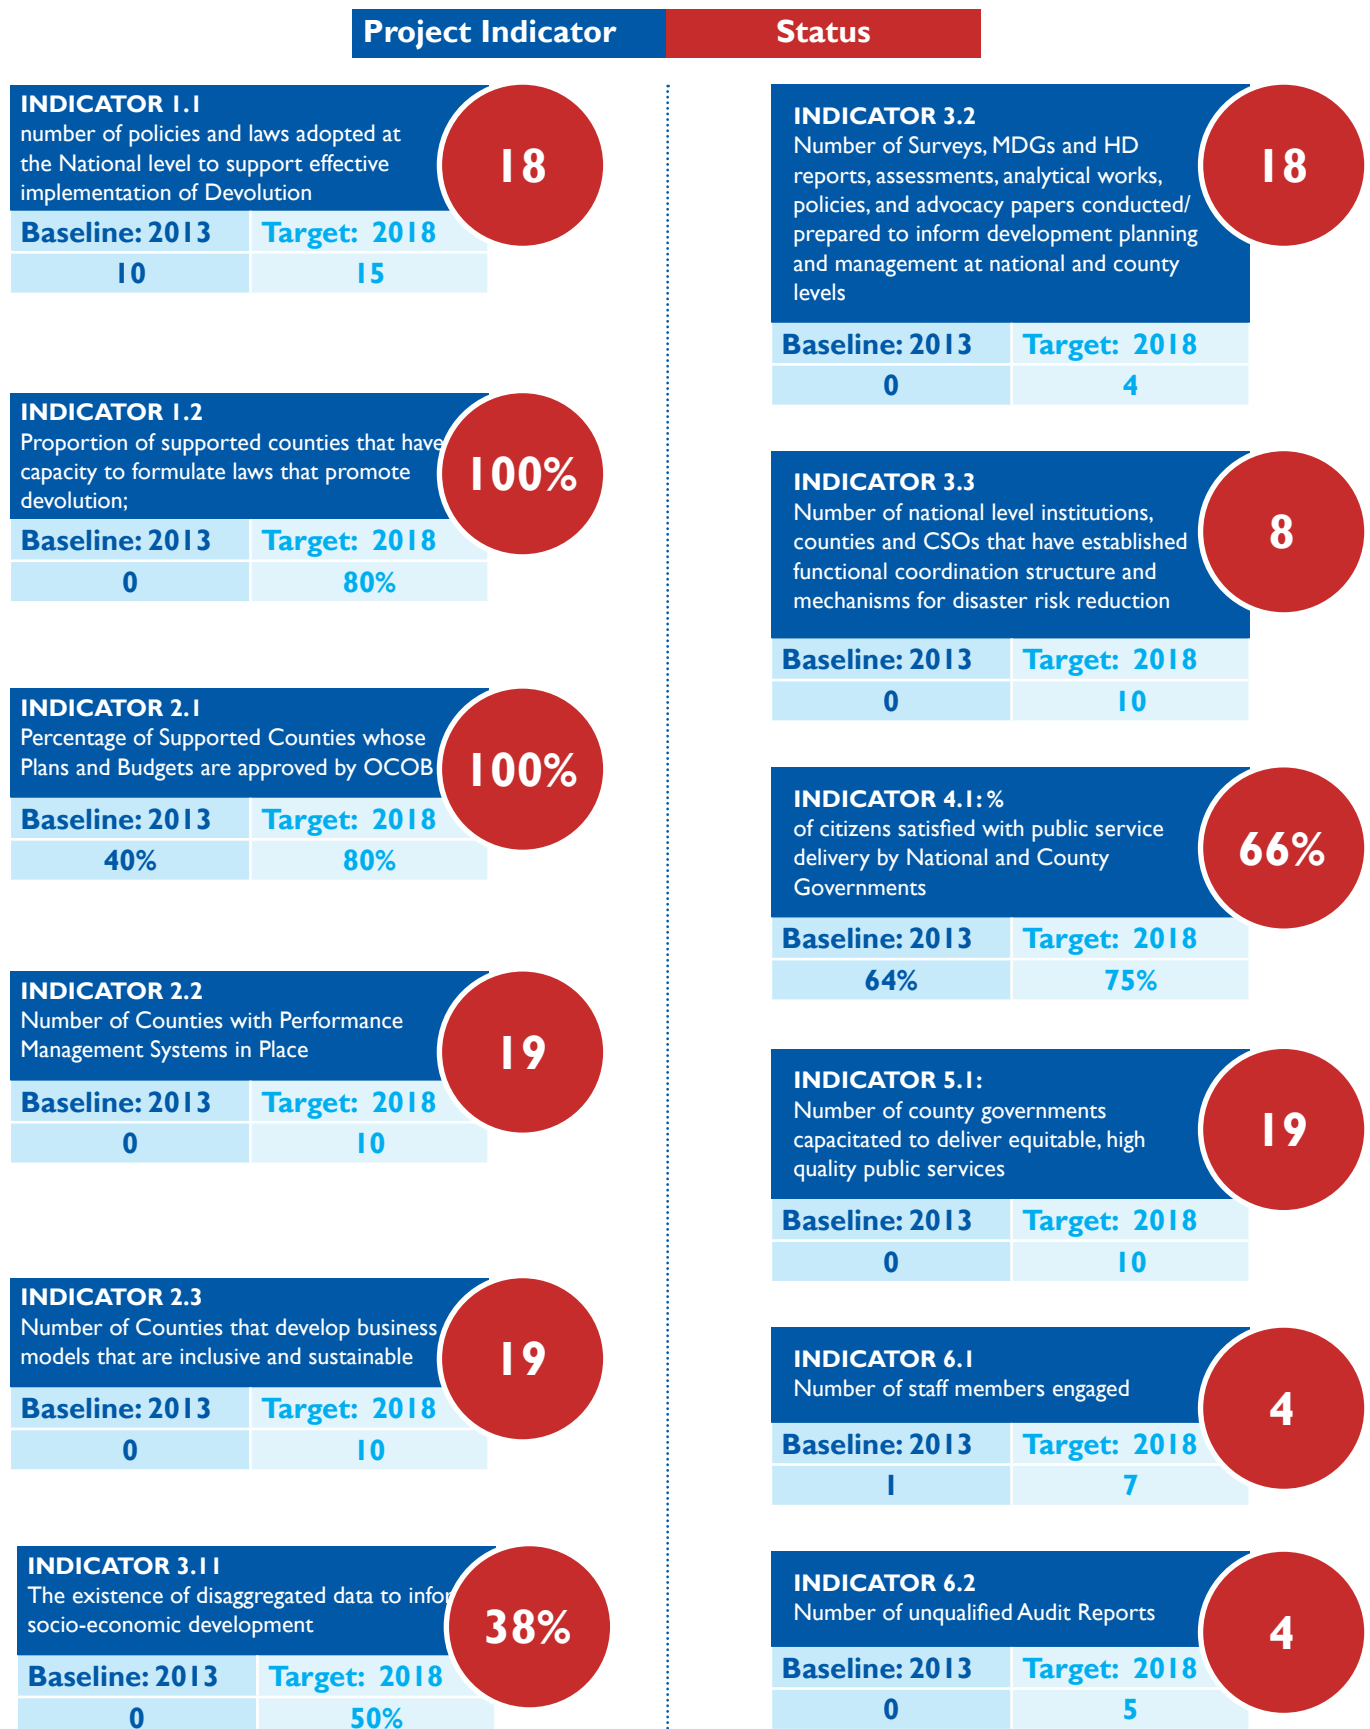 Project Indicator Status
INDICATOR 1.1
number of policies and laws adopted at
the National level to support effective
implementation of Devolution
18
Baseline: 2013 Target: 2018
10 15
INDICATOR 1.2
Proportion of supported counties that have
capacity to formulate laws that promote
devolution;
100%
Baseline: 2013 Target: 2018
0 80%
INDICATOR 2.1
Percentage of Supported Counties whose
Plans and Budgets are approved by OCOB
100%
Baseline: 2013 Target: 2018
40% 80%
INDICATOR 2.2
Number of Counties with Performance
Management Systems in Place
19
Baseline: 2013 Target: 2018
0 10
INDICATOR 2.3
Number of Counties that develop business
models that are inclusive and sustainable
19
Baseline: 2013 Target: 2018
0 10
INDICATOR 3.11
The existence of disaggregated data to infor
socio-economic development
38%
Baseline: 2013 Target: 2018
0 50%
INDICATOR 3.2
Number of Surveys, MDGs and HD
reports, assessments, analytical works,
policies, and advocacy papers conducted/
prepared to inform development planning
and management at national and county
levels
18
Baseline: 2013 Target: 2018
0 4
INDICATOR 3.3
Number of national level institutions,
counties and CSOs that have established
functional coordination structure and
mechanisms for disaster risk reduction
8
Baseline: 2013 Target: 2018
0 10
INDICATOR 4.1: %
of citizens satisfied with public service
delivery by National and County
Governments
66%
Baseline: 2013 Target: 2018
64% 75%
INDICATOR 5.1:
Number of county governments
capacitated to deliver equitable, high
quality public services
19
Baseline: 2013 Target: 2018
0 10
INDICATOR 6.1
Number of staff members engaged
4
Baseline: 2013 Target: 2018
1 7
INDICATOR 6.2
Number of unqualified Audit Reports
4
Baseline: 2013 Target: 2018
0 5